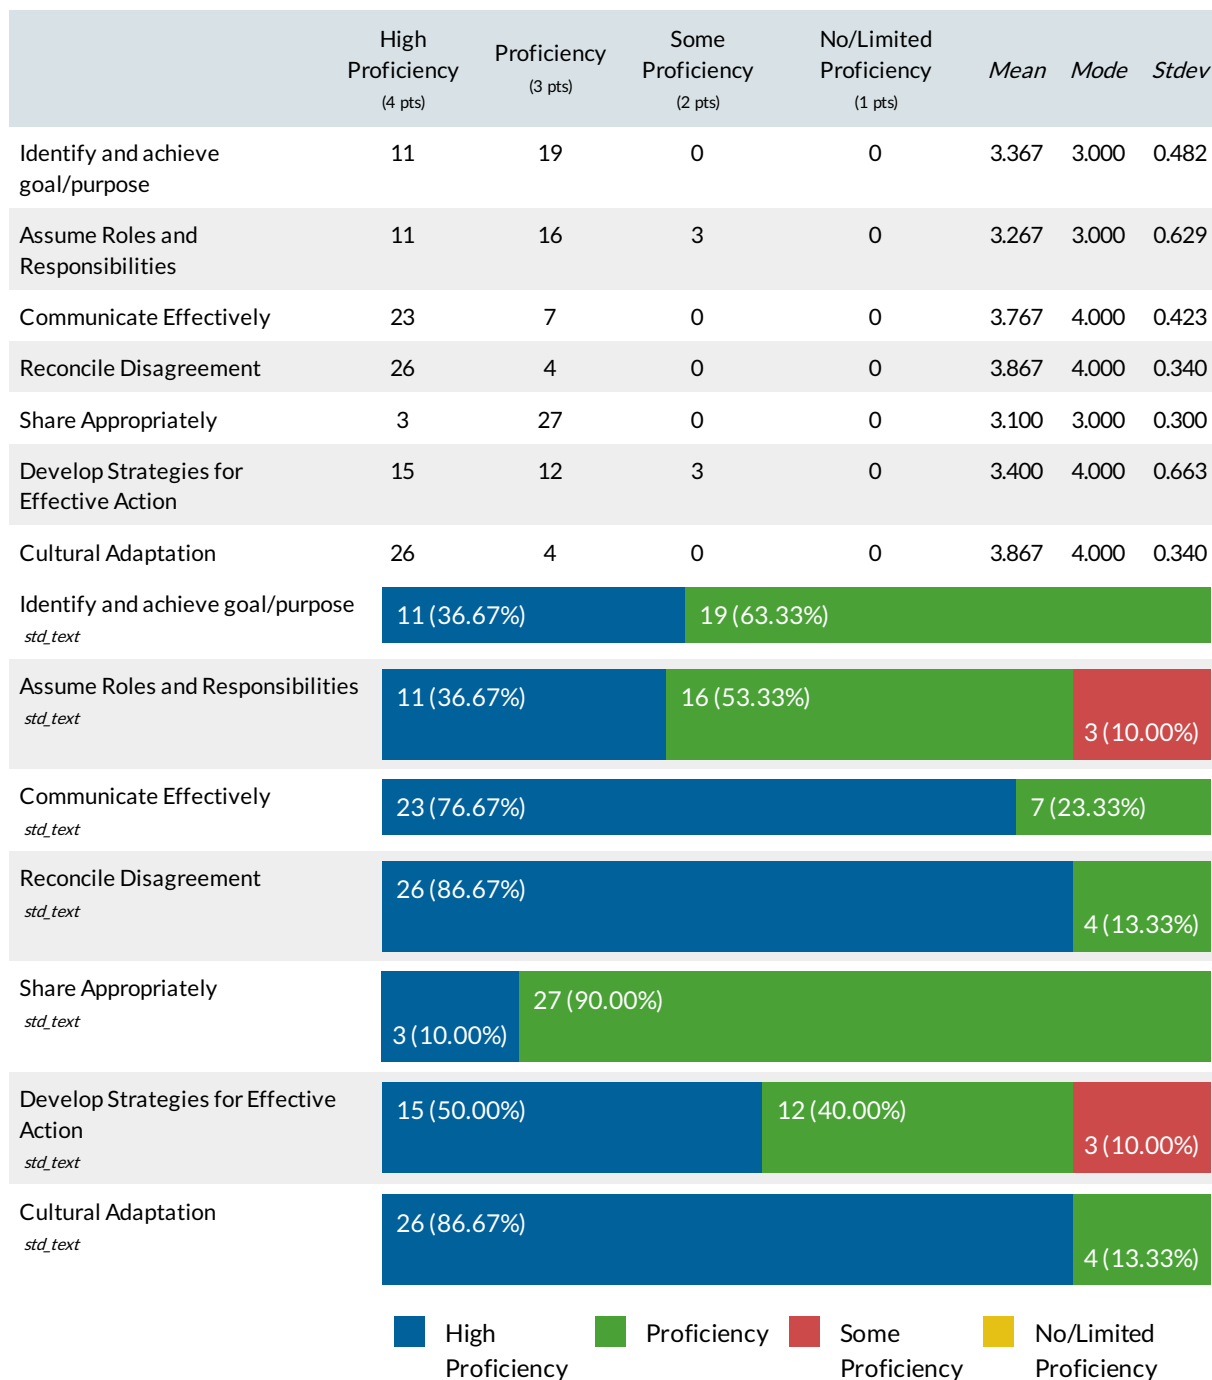 High Proficiency (4 pts) Proficiency (3 pts) Some Proficiency (2 pts) No/Limited Proficiency (1 pts) Mean Mode Stdev
Identify and achieve goal/purpose 11 19 0 0 3.367 3.000 0.482
Assume Roles and Responsibilities 11 16 3 0 3.267 3.000 0.629
Communicate Effectively 23 7 0 0 3.767 4.000 0.423
Reconcile Disagreement 26 4 0 0 3.867 4.000 0.340
Share Appropriately 3 27 0 0 3.100 3.000 0.300
Develop Strategies for Effective Action 15 12 3 0 3.400 4.000 0.663
Cultural Adaptation 26 4 0 0 3.867 4.000 0.340
Identify and achieve goal/purpose 11 (36.67%) 19 (63.33%)
std_text
Assume Roles and Responsibilities 11 (36.67%) 16 (53.33%) 3 (10.00%)
std_text
Communicate Effectively 23 (76.67%) 7 (23.33%)
std_text
Reconcile Disagreement 26 (86.67%) 4 (13.33%)
std_text
Share Appropriately 3 (10.00%) 27 (90.00%)
std_text
Develop Strategies for Effective Action 15 (50.00%) 12 (40.00%) 3 (10.00%)
std_text
Cultural Adaptation 26 (86.67%) 4 (13.33%)
std_text
High Proficiency Proficiency Some Proficiency No/Limited Proficiency